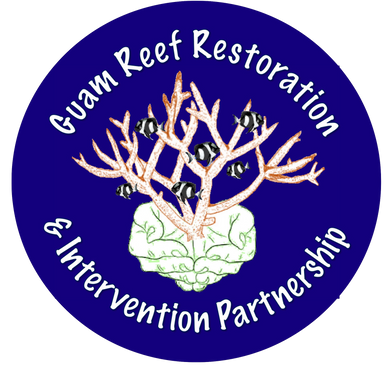 Guam Reef Restoration
& Intervention Partnership